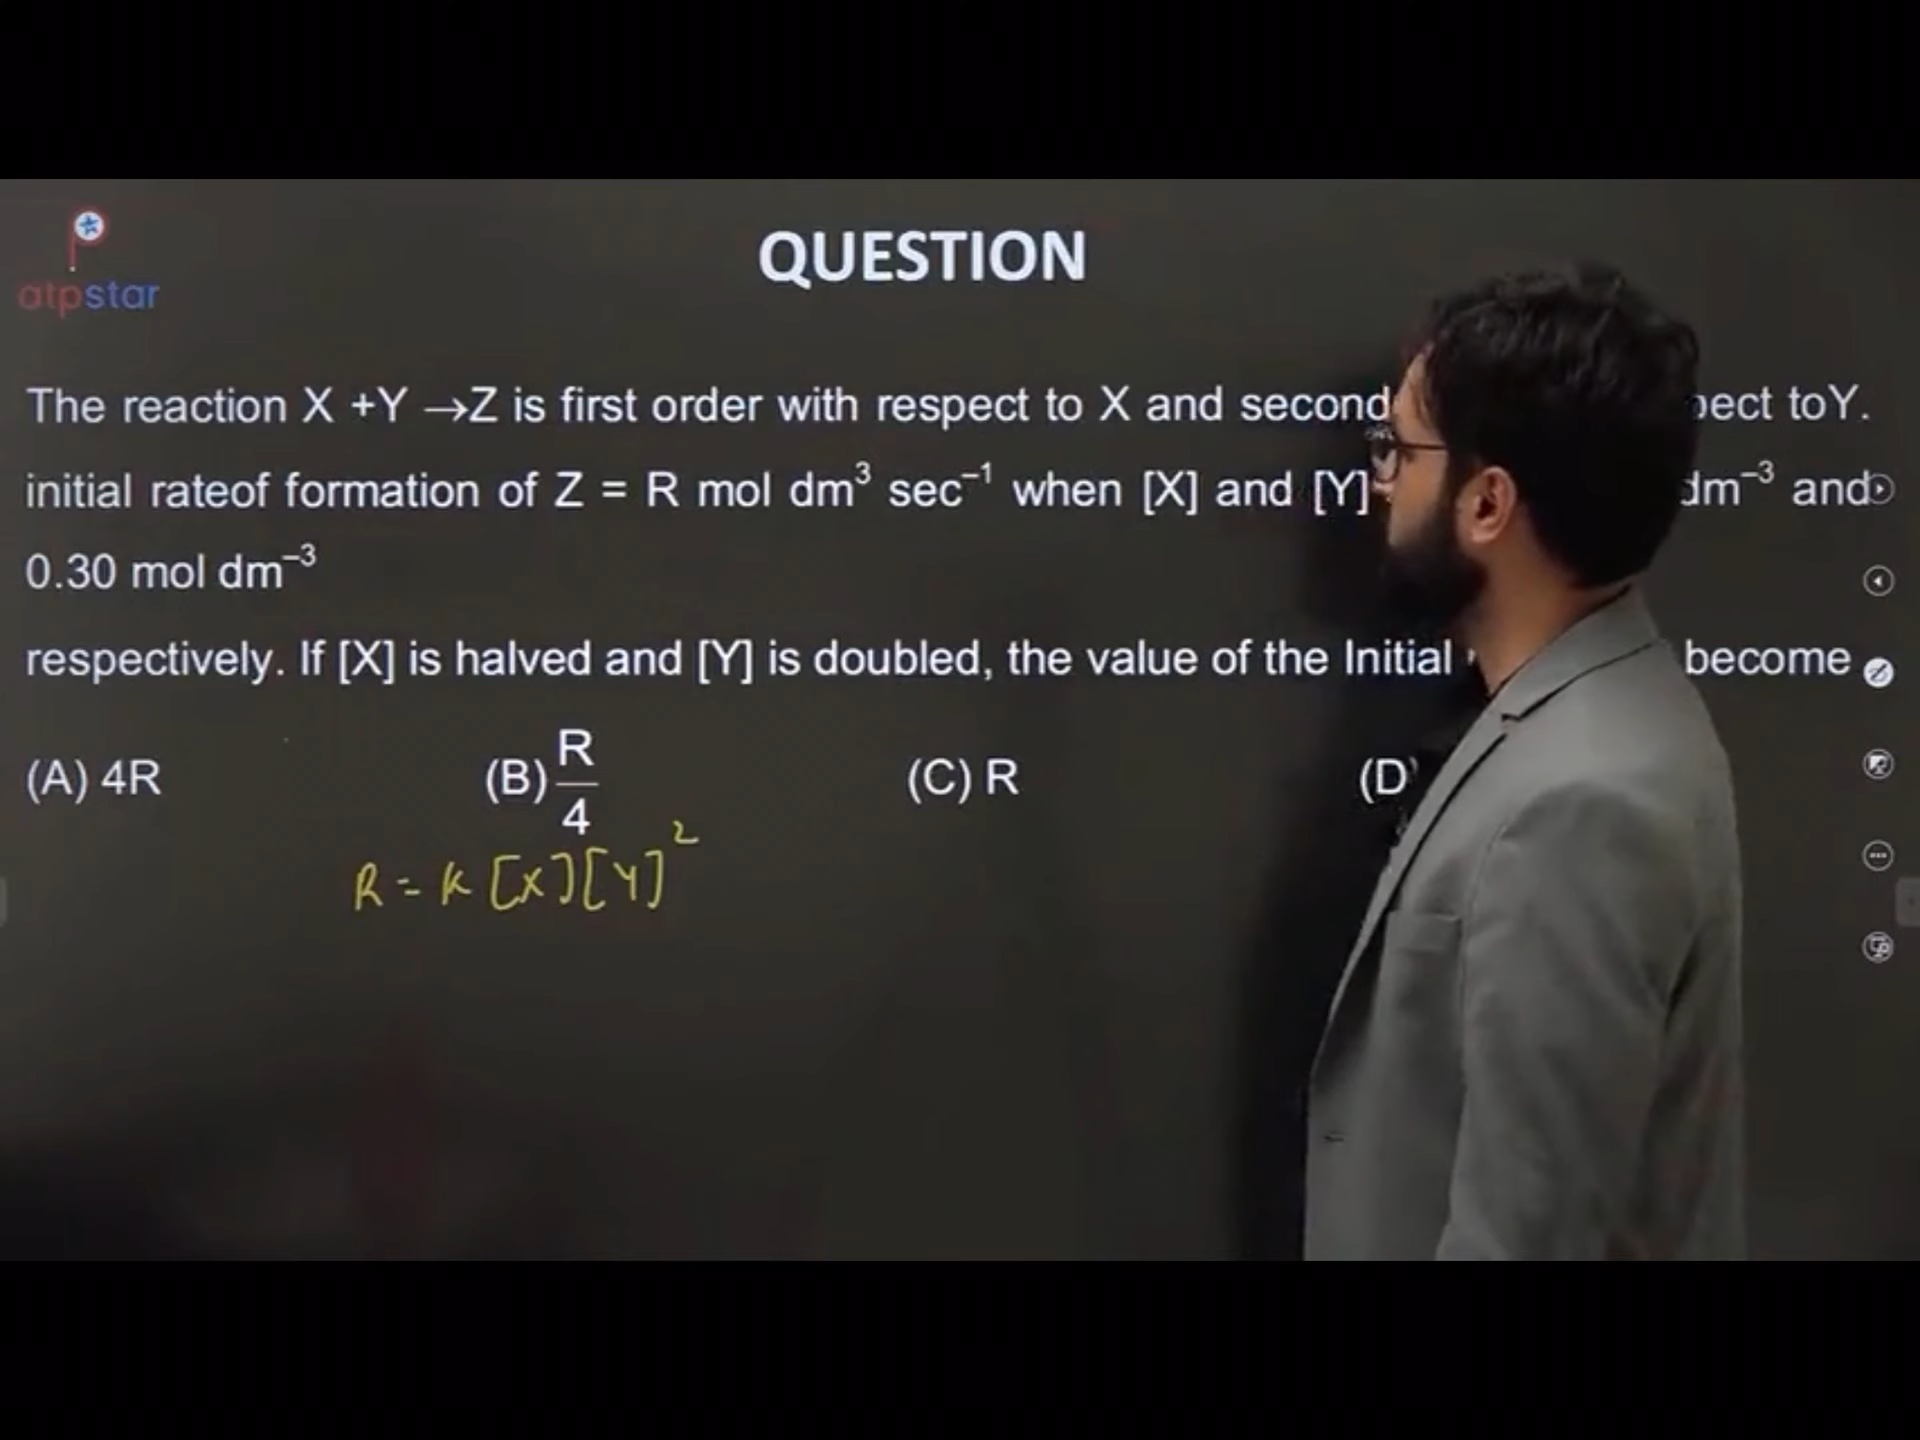 atpstar
QUESTION
The reaction X +Y →Z is first order with respect to X and second pect toY.
initial rateof formation of Z = R mol dm³ sec⁻¹ when [X] and [Y] dm⁻³ and
0.30 mol dm⁻³
respectively. If [X] is halved and [Y] is doubled, the value of the Initial become
(A) 4R (B) R/4 (C) R (D)
R = K [X][Y]²